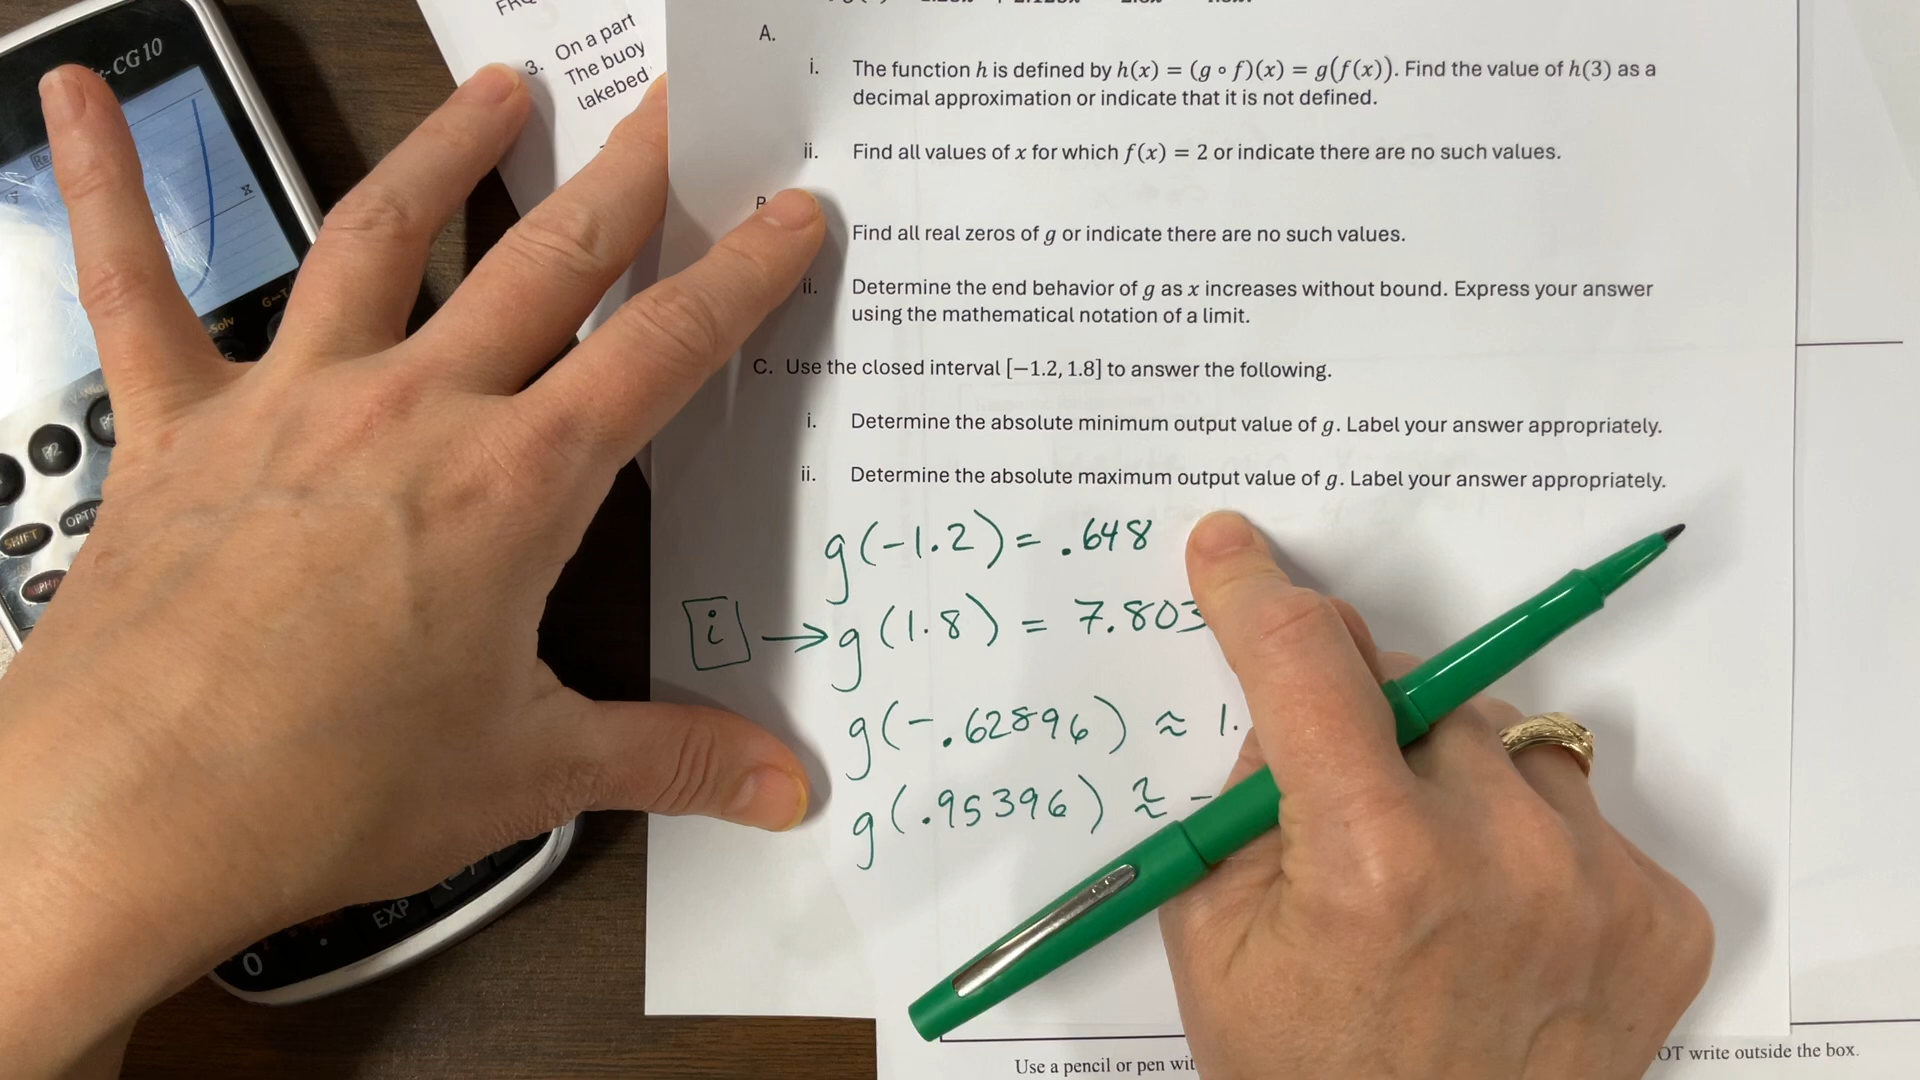 CG10
3. On a part
The buoy
lakebed
A.
i. The function h is defined by h(x) = (g ∘ f)(x) = g(f(x)). Find the value of h(3) as a
decimal approximation or indicate that it is not defined.
ii. Find all values of x for which f(x) = 2 or indicate there are no such values.
Find all real zeros of g or indicate there are no such values.
ii. Determine the end behavior of g as x increases without bound. Express your answer
using the mathematical notation of a limit.
C. Use the closed interval [−1.2, 1.8] to answer the following.
i. Determine the absolute minimum output value of g. Label your answer appropriately.
ii. Determine the absolute maximum output value of g. Label your answer appropriately.
g(-1.2) = .648
i → g(1.8) = 7.803
g(-.62896) ≈ 1.
g(.95396) ≈ -
F2
OPTN
SHIFT
ALPHA
EXP
0
Use a pencil or pen
OT write outside the box.